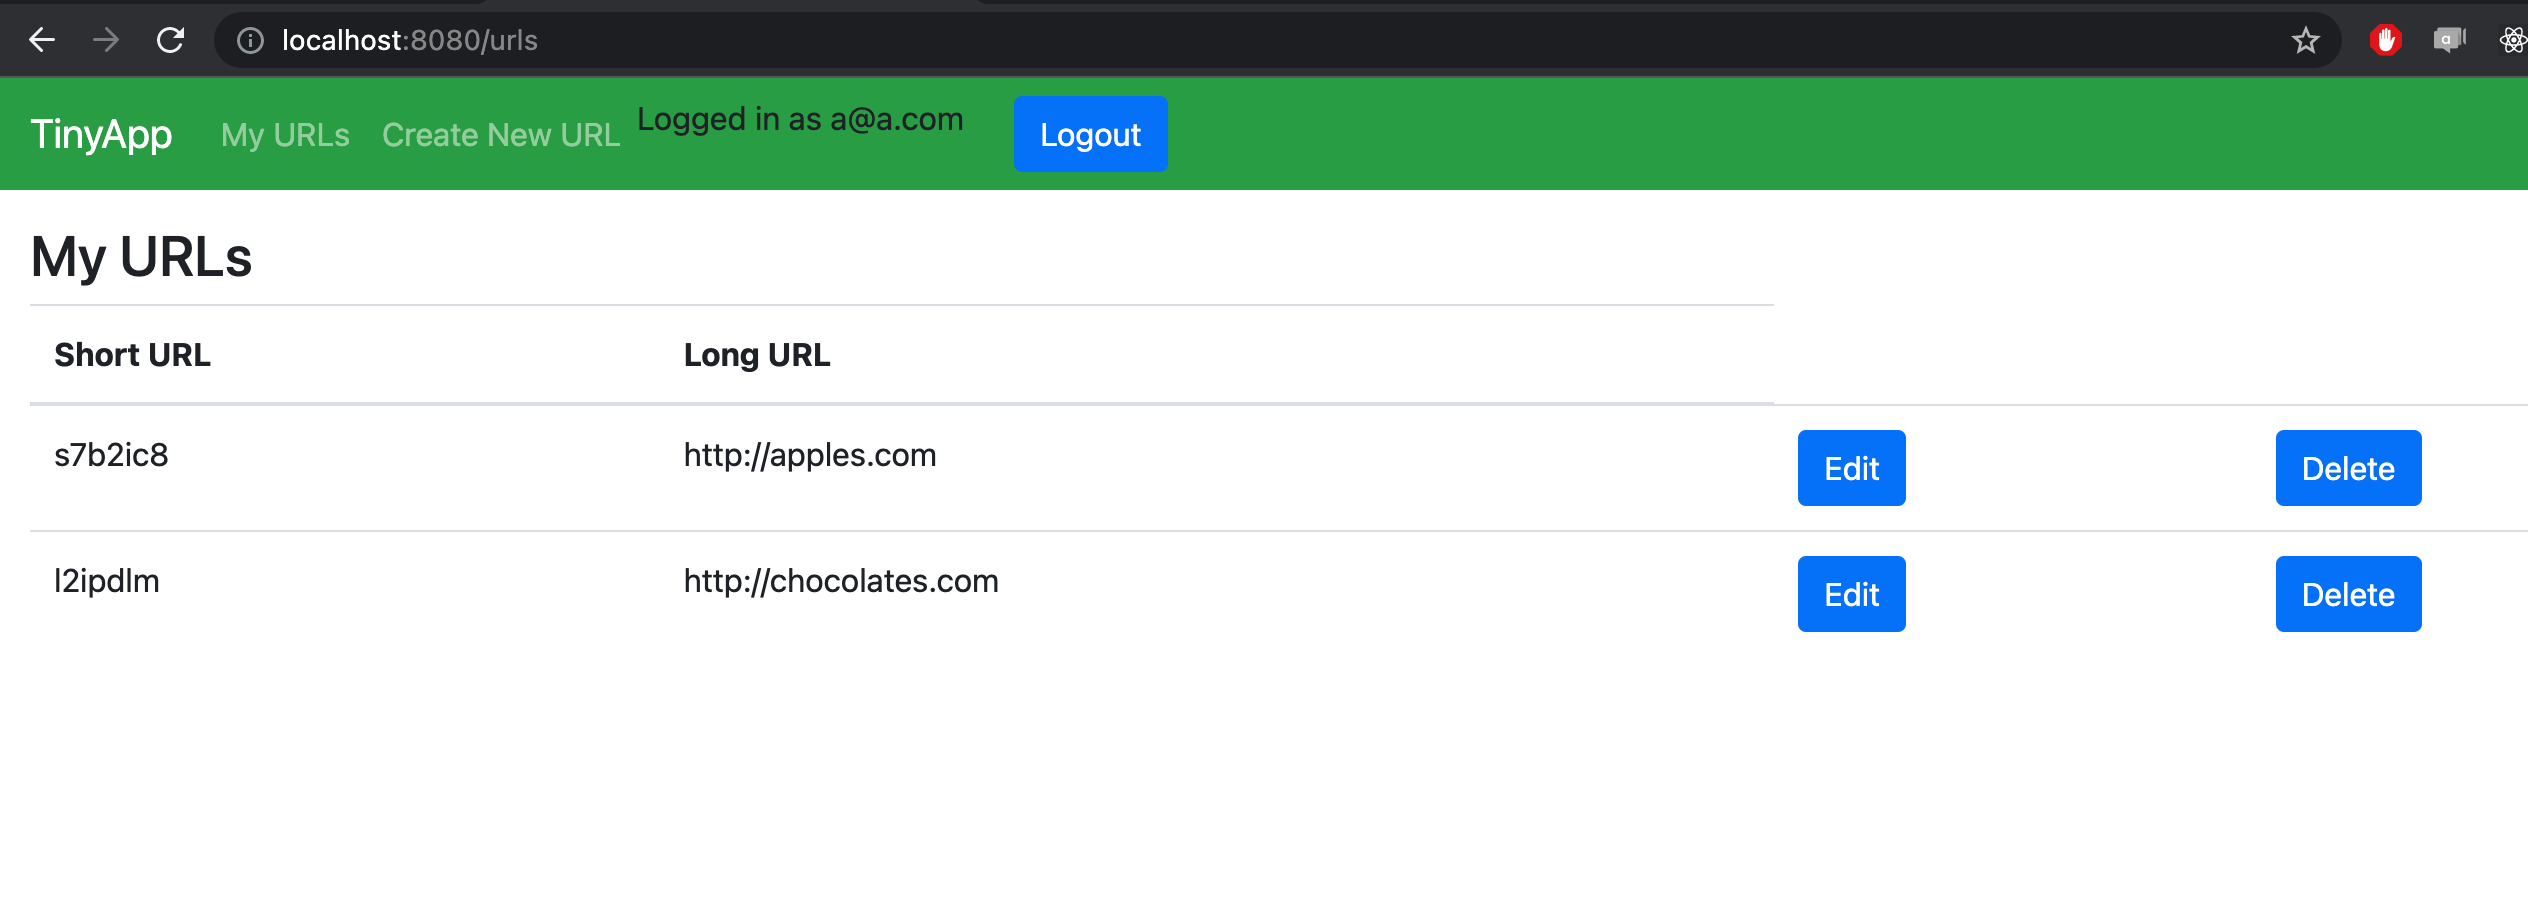 localhost:8080/urls
TinyApp My URLs Create New URL Logged in as a@a.com Logout
My URLs
Short URL Long URL
s7b2ic8 http://apples.com Edit Delete
l2ipdlm http://chocolates.com Edit Delete